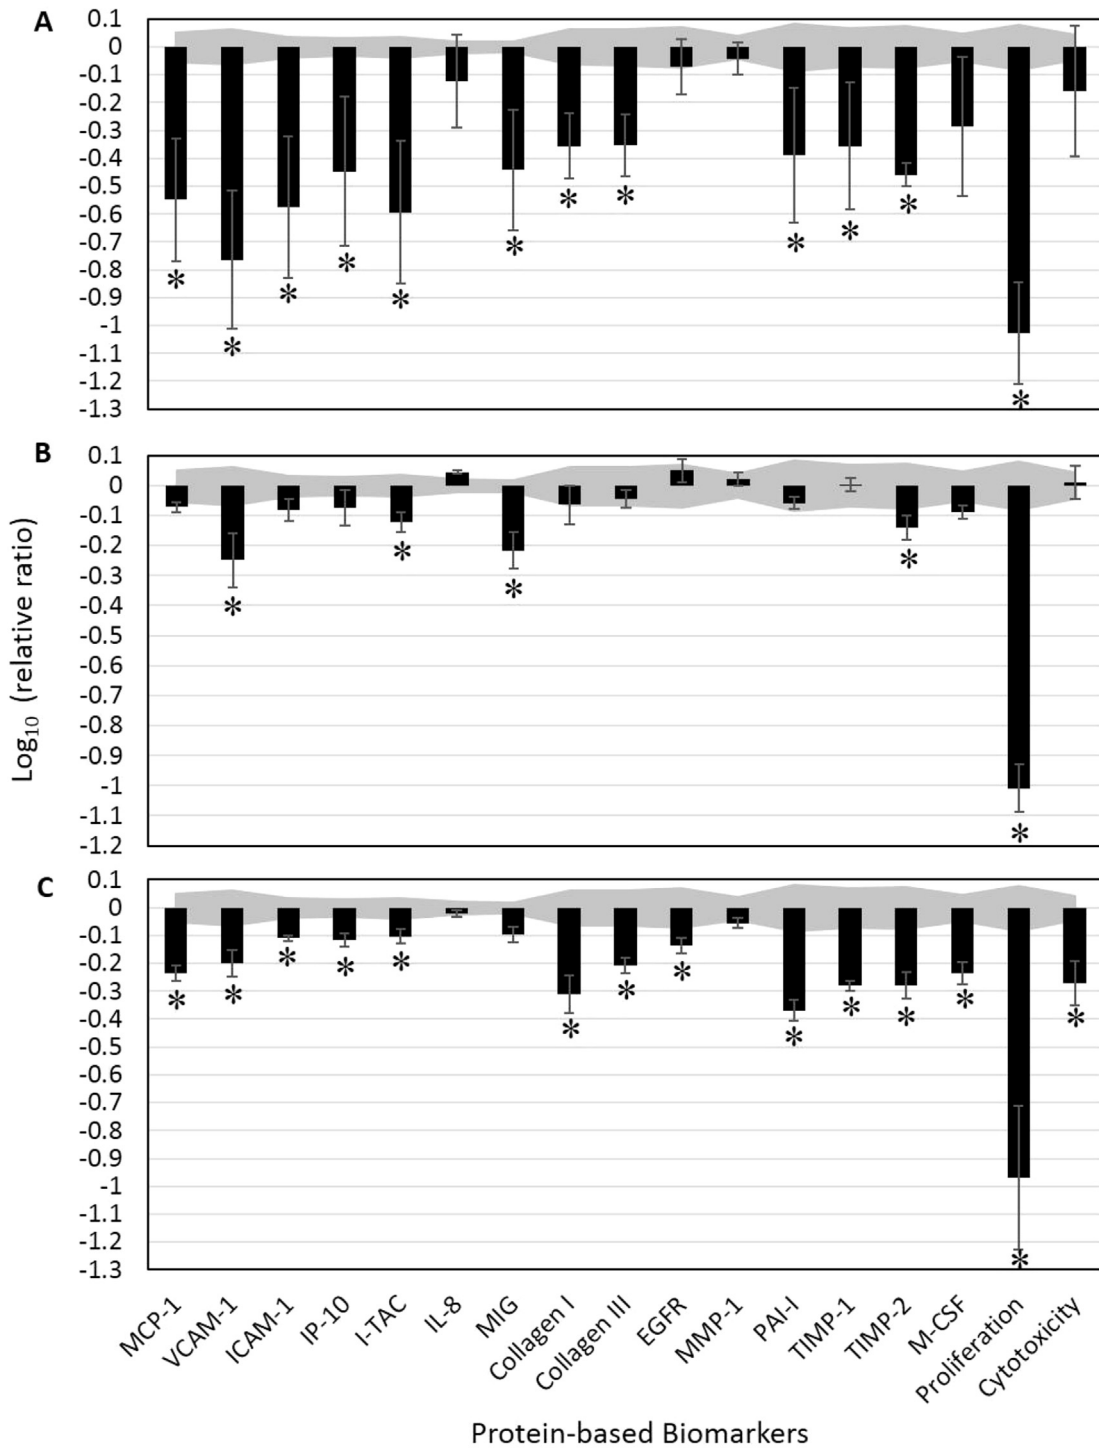 A
0.1
0
-0.1
-0.2
-0.3
-0.4
-0.5
-0.6
-0.7
-0.8
-0.9
-1
-1.1
-1.2
-1.3
* * * * * * * * * * * *
B
0.1
0
-0.1
-0.2
-0.3
-0.4
-0.5
-0.6
-0.7
-0.8
-0.9
-1
-1.1
-1.2
* * * * *
Log₁₀ (relative ratio)
C
0.1
0
-0.1
-0.2
-0.3
-0.4
-0.5
-0.6
-0.7
-0.8
-0.9
-1
-1.1
-1.2
-1.3
* * * * * * * * * * * * * *
MCP-1
VCAM-1
ICAM-1
IP-10
I-TAC
IL-8
MIG
Collagen I
Collagen III
EGFR
MMP-1
PAI-I
TIMP-1
TIMP-2
M-CSF
Proliferation
Cytotoxicity
Protein-based Biomarkers